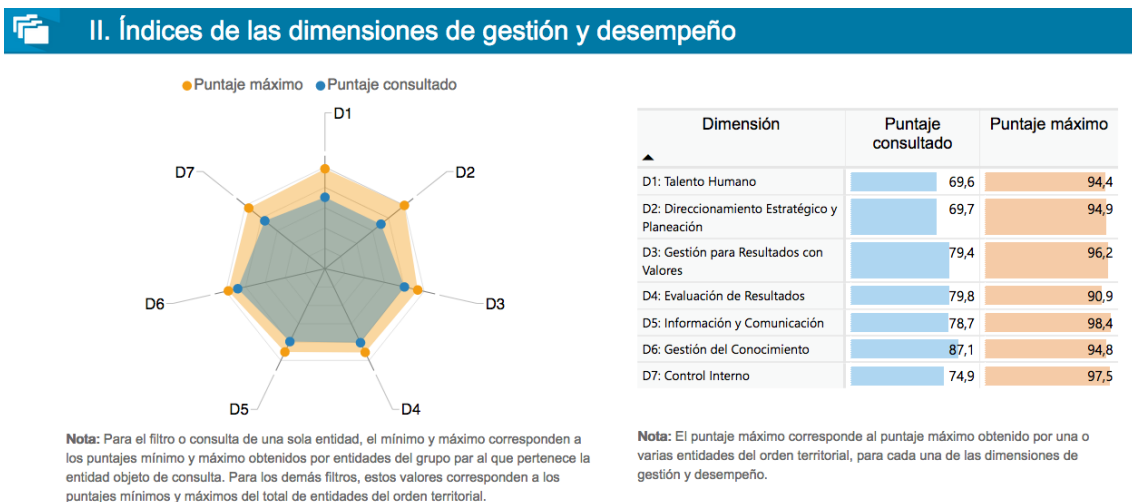 II. Índices de las dimensiones de gestión y desempeño
Puntaje máximo Puntaje consultado
D1
D2
D3
D4
D5
D6
D7
Nota: Para el filtro o consulta de una sola entidad, el mínimo y máximo corresponden a
los puntajes mínimo y máximo obtenidos por entidades del grupo par al que pertenece la
entidad objeto de consulta. Para los demás filtros, estos valores corresponden a los
puntajes mínimos y máximos del total de entidades del orden territorial.
Dimensión Puntaje consultado Puntaje máximo
D1: Talento Humano 69,6 94,4
D2: Direccionamiento Estratégico y
Planeación 69,7 94,9
D3: Gestión para Resultados con
Valores 79,4 96,2
D4: Evaluación de Resultados 79,8 90,9
D5: Información y Comunicación 78,7 98,4
D6: Gestión del Conocimiento 87,1 94,8
D7: Control Interno 74,9 97,5
Nota: El puntaje máximo corresponde al puntaje máximo obtenido por una o
varias entidades del orden territorial, para cada una de las dimensiones de
gestión y desempeño.